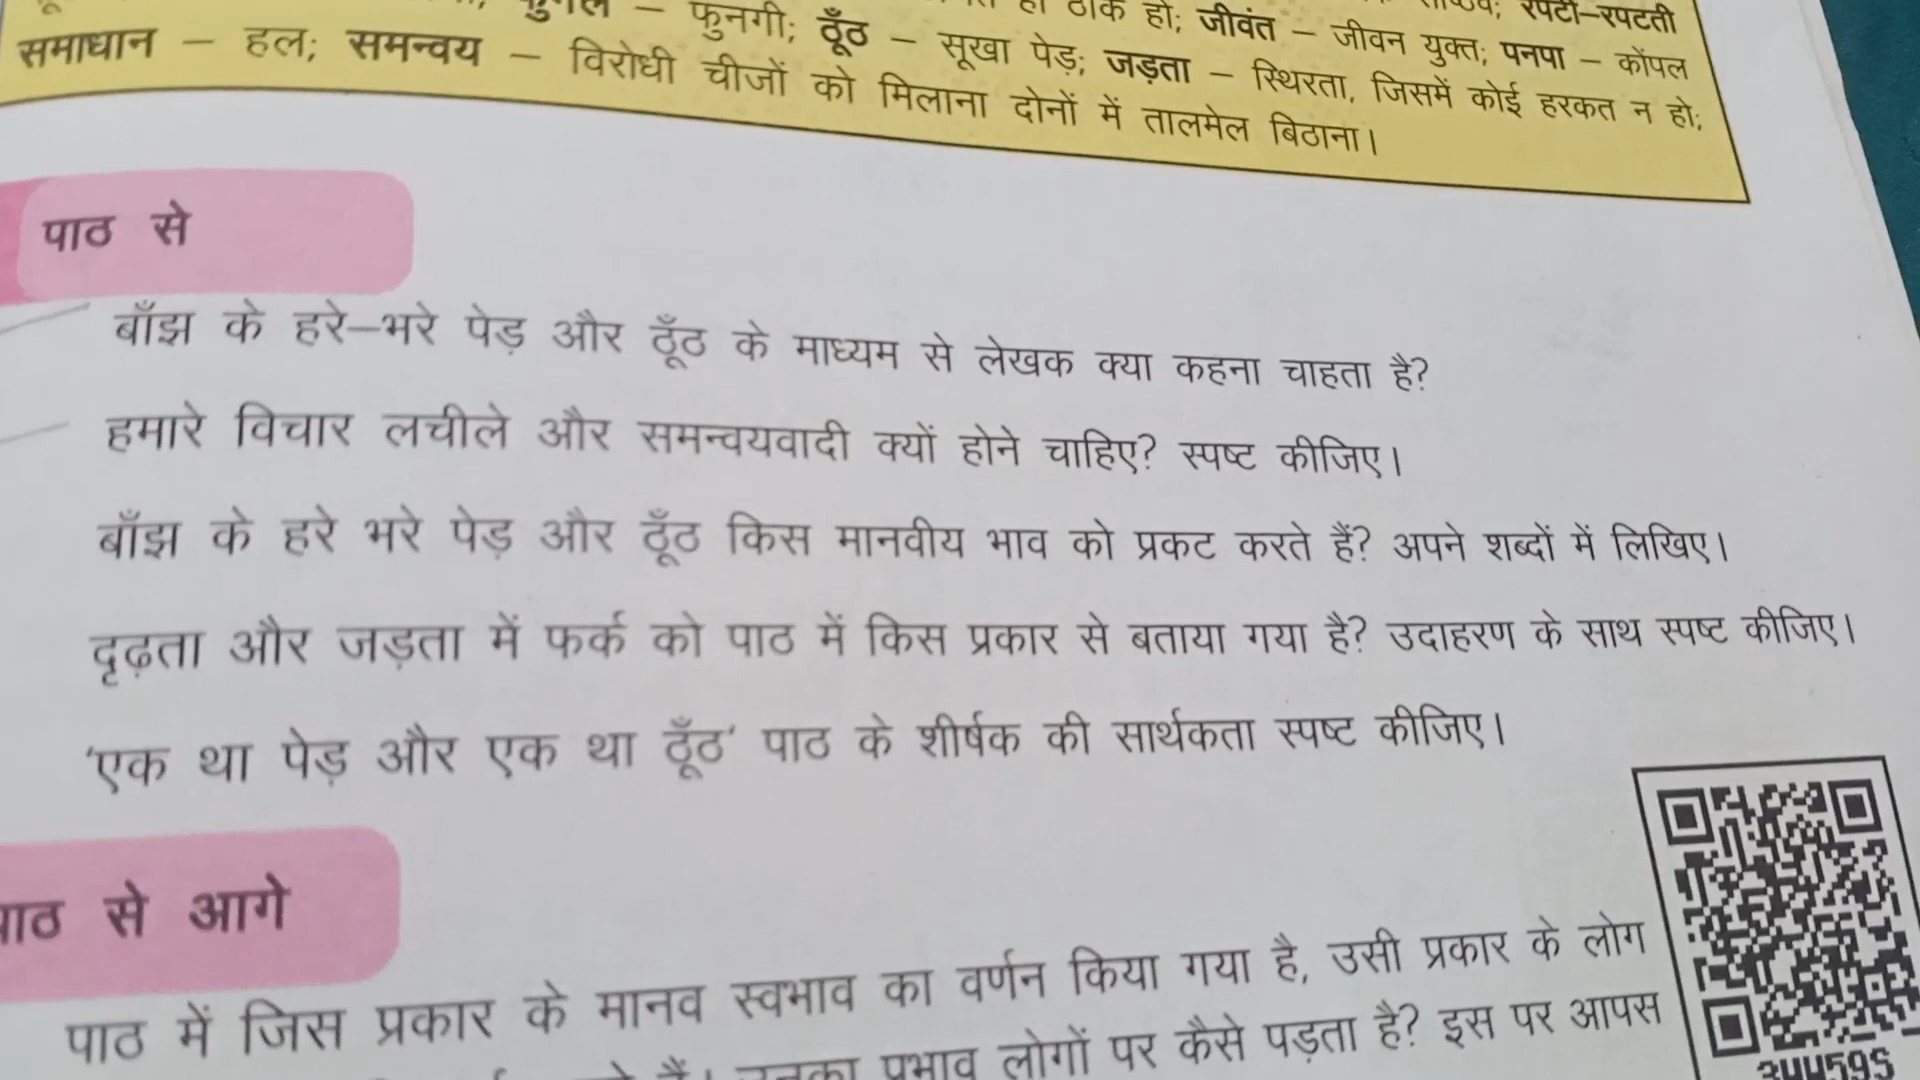 – फुनगी; ठूँठ – सूखा पेड़; जड़ता – स्थिरता, जिसमें कोई हरकत न हो;
ही ठीक हो; जीवंत – जीवन युक्त; पनपा – कोंपल
रपटी–रपटती
समाधान – हल; समन्वय – विरोधी चीजों को मिलाना दोनों में तालमेल बिठाना।
पाठ से
बाँझ के हरे–भरे पेड़ और ठूँठ के माध्यम से लेखक क्या कहना चाहता है?
हमारे विचार लचीले और समन्वयवादी क्यों होने चाहिए? स्पष्ट कीजिए।
बाँझ के हरे भरे पेड़ और ठूँठ किस मानवीय भाव को प्रकट करते हैं? अपने शब्दों में लिखिए।
दृढ़ता और जड़ता में फर्क को पाठ में किस प्रकार से बताया गया है? उदाहरण के साथ स्पष्ट कीजिए।
'एक था पेड़ और एक था ठूँठ' पाठ के शीर्षक की सार्थकता स्पष्ट कीजिए।
पाठ से आगे
पाठ में जिस प्रकार के मानव स्वभाव का वर्णन किया गया है, उसी प्रकार के लोग
उनका प्रभाव लोगों पर कैसे पड़ता है? इस पर आपस